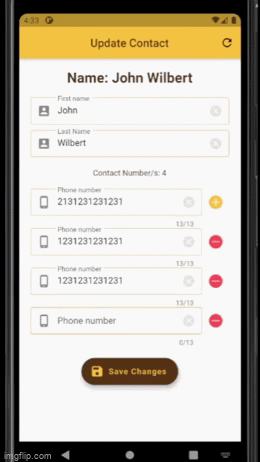 4:33
Update Contact
Name: John Wilbert
First name
John
Last Name
Wilbert
Contact Number/s: 4
Phone number
2131231231231
13/13
Phone number
1231231231231
13/13
Phone number
1231231231231
13/13
Phone number
0/13
Save Changes
imgflip.com